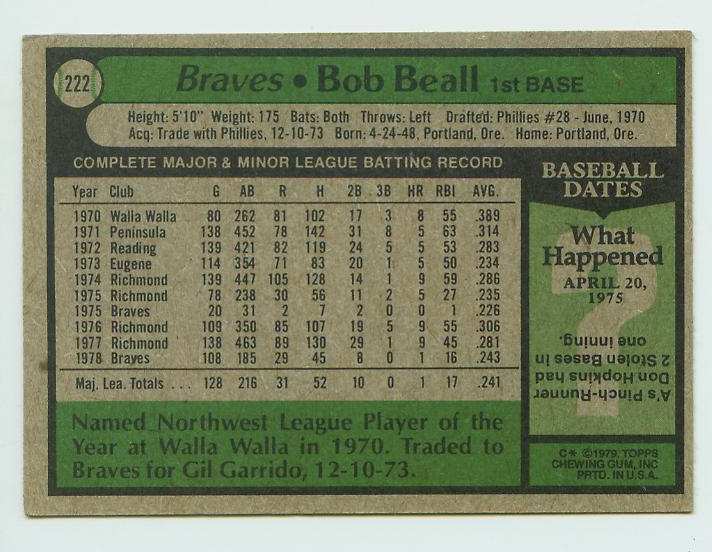 222
Braves • Bob Beall 1st BASE
Height: 5'10" Weight: 175 Bats: Both Throws: Left Drafted: Phillies #28 - June, 1970
Acq: Trade with Phillies, 12-10-73 Born: 4-24-48, Portland, Ore. Home: Portland, Ore.
COMPLETE MAJOR & MINOR LEAGUE BATTING RECORD
Year Club G AB R H 2B 3B HR RBI AVG.
1970 Walla Walla 80 262 81 102 17 3 8 55 .389
1971 Peninsula 138 452 78 142 31 8 5 63 .314
1972 Reading 139 421 82 119 24 5 5 53 .283
1973 Eugene 114 354 71 83 20 1 5 50 .234
1974 Richmond 139 447 105 128 14 1 9 59 .286
1975 Richmond 78 238 30 56 11 2 5 27 .235
1975 Braves 20 31 2 7 2 0 0 1 .226
1976 Richmond 109 350 85 107 19 5 9 55 .306
1977 Richmond 138 463 89 130 29 1 9 45 .281
1978 Braves 108 185 29 45 8 0 1 16 .243
Maj. Lea. Totals . . . 128 216 31 52 10 0 1 17 .241
Named Northwest League Player of the
Year at Walla Walla in 1970. Traded to
Braves for Gil Garrido, 12-10-73.
BASEBALL
DATES
What
Happened
APRIL 20,
1975
?
A's Pinch-Runner
Don Hopkins had
2 Stolen Bases in
one inning.
C* ©1979, TOPPS
CHEWING GUM, INC
PRTD. IN U.S.A.